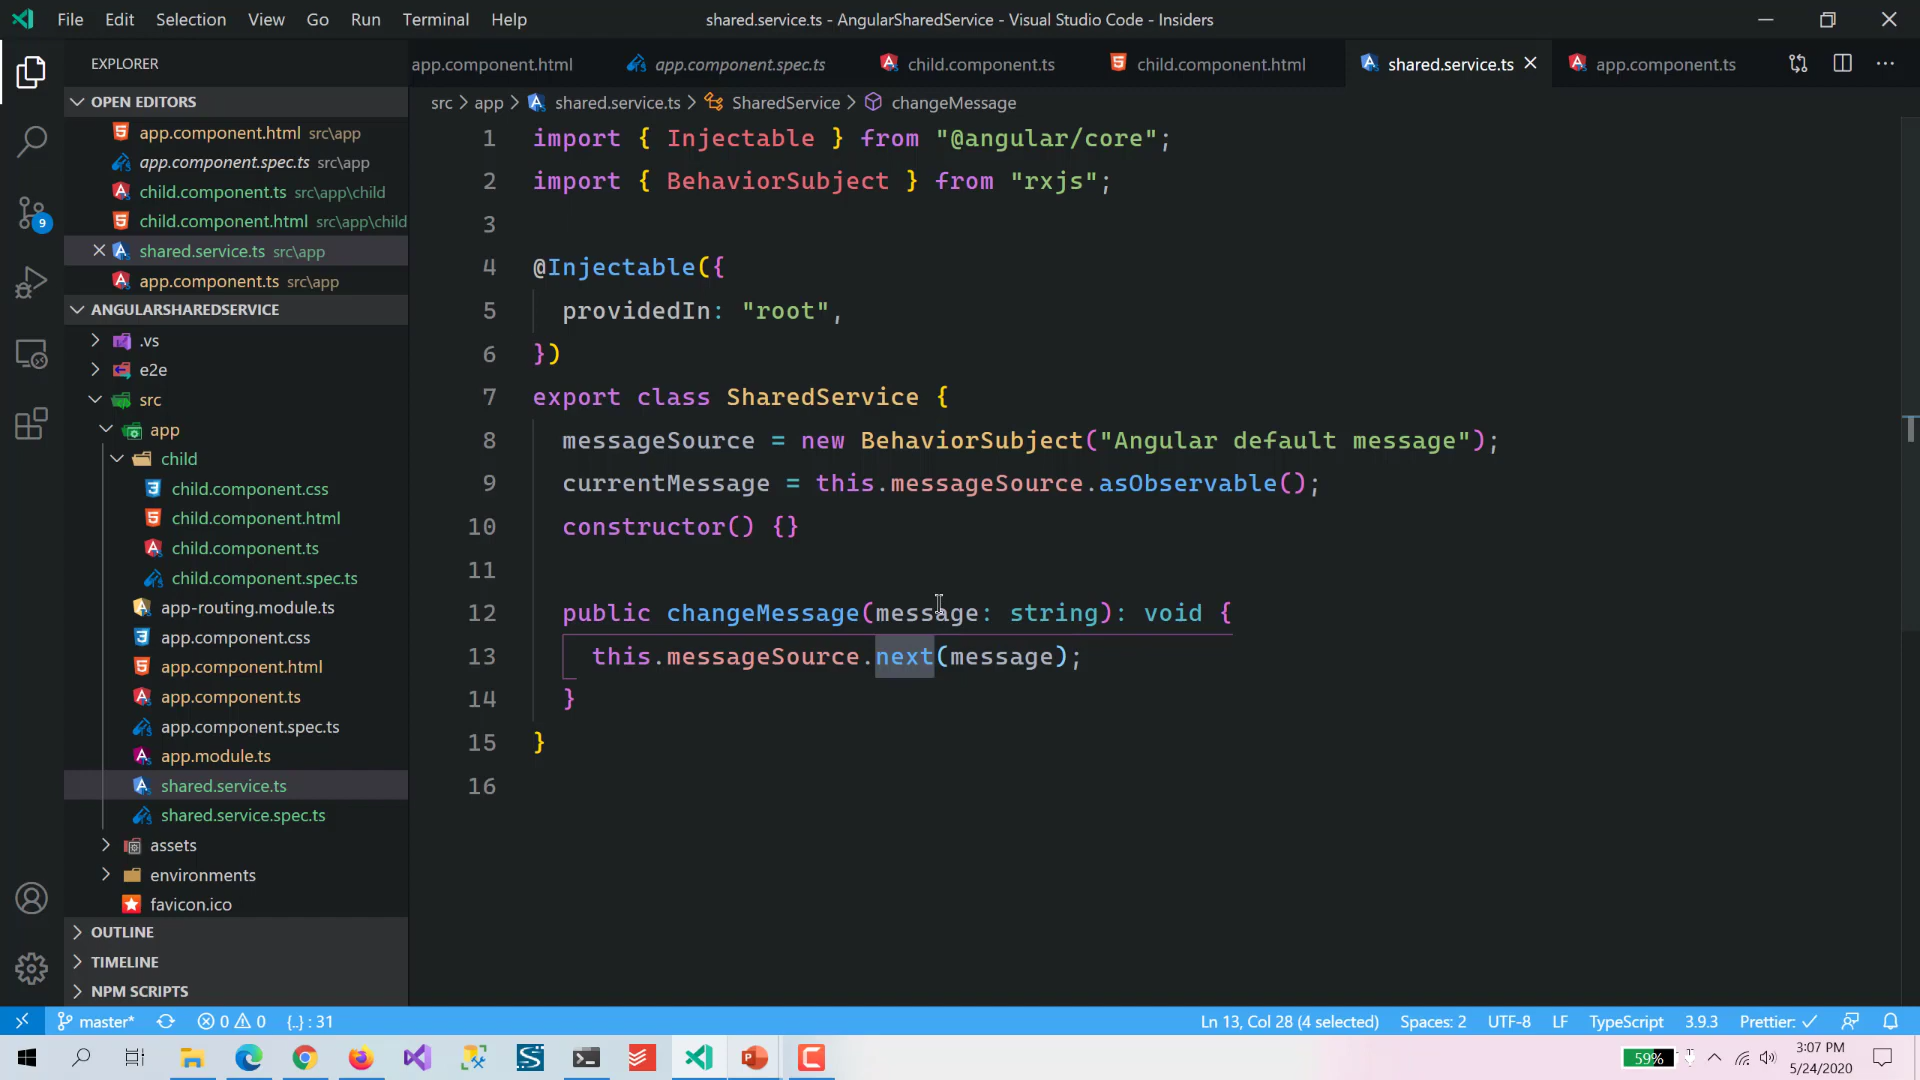 File Edit Selection View Go Run Terminal Help
shared.service.ts - AngularSharedService - Visual Studio Code - Insiders
EXPLORER
app.component.html app.component.spec.ts child.component.ts child.component.html shared.service.ts app.component.ts
OPEN EDITORS
app.component.html src\app
app.component.spec.ts src\app
child.component.ts src\app\child
child.component.html src\app\child
shared.service.ts src\app
app.component.ts src\app
ANGULARSHAREDSERVICE
.vs
e2e
src
app
child
child.component.css
child.component.html
child.component.ts
child.component.spec.ts
app-routing.module.ts
app.component.css
app.component.html
app.component.ts
app.component.spec.ts
app.module.ts
shared.service.ts
shared.service.spec.ts
assets
environments
favicon.ico
OUTLINE
TIMELINE
NPM SCRIPTS
9
src > app > shared.service.ts > SharedService > changeMessage
1 import { Injectable } from "@angular/core";
2 import { BehaviorSubject } from "rxjs";
3
4 @Injectable({
5 providedIn: "root",
6 })
7 export class SharedService {
8 messageSource = new BehaviorSubject("Angular default message");
9 currentMessage = this.messageSource.asObservable();
10 constructor() {}
11
12 public changeMessage(message: string): void {
13 this.messageSource.next(message);
14 }
15 }
16
master* 0 0 {..} : 31 Ln 13, Col 28 (4 selected) Spaces: 2 UTF-8 LF TypeScript 3.9.3 Prettier: ✓
59% 3:07 PM
5/24/2020